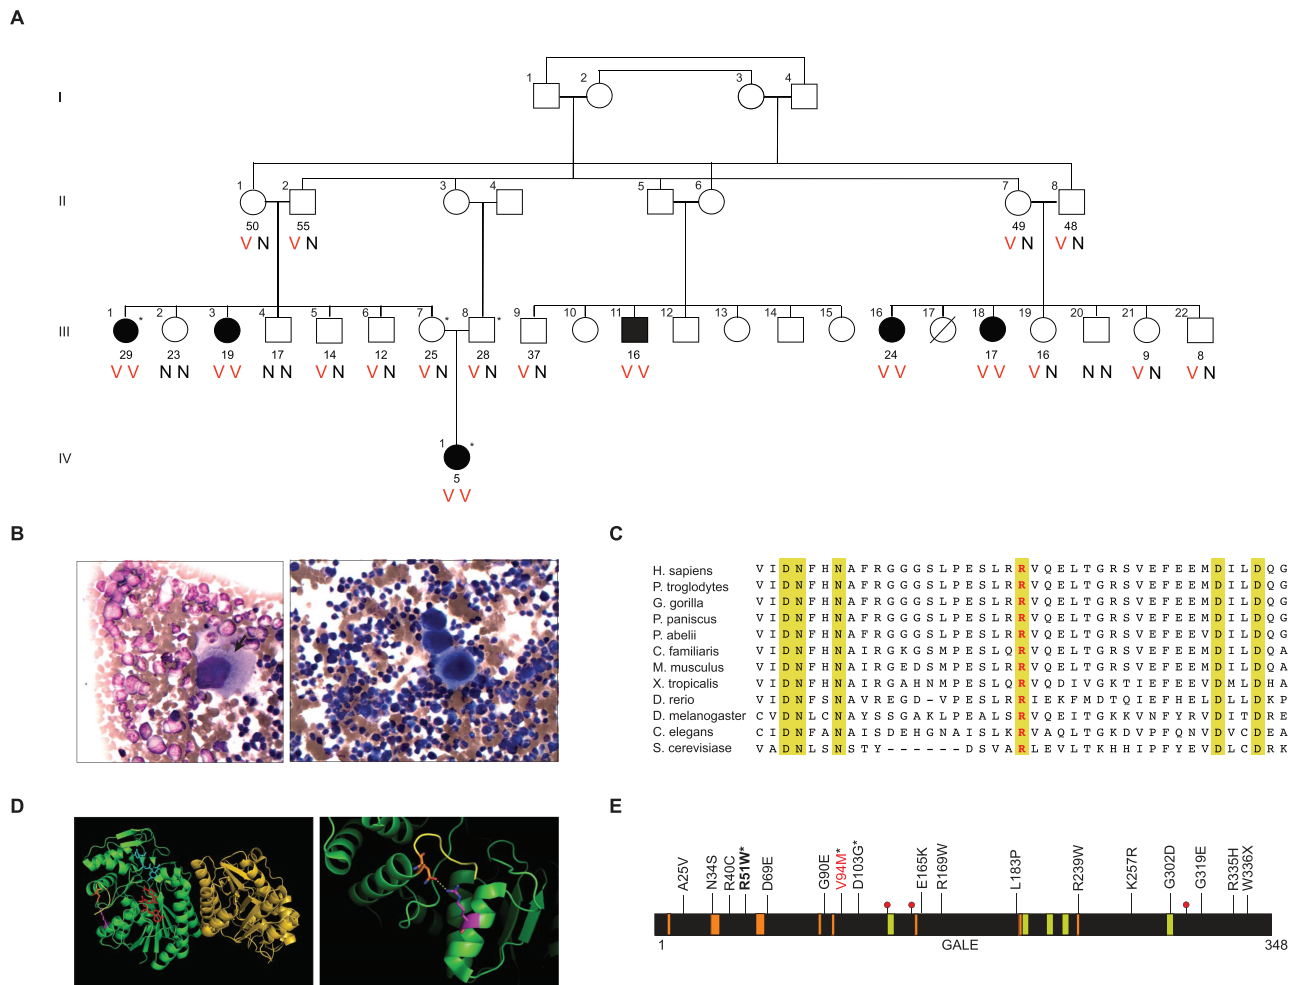 A
1 2 3 4
I
1 2 3 4 5 6 7 8
II
50 55 49 48
V N V N V N V N
1 * 2 3 4 5 6 7 * 8 * 9 10 11 12 13 14 15 16 17 18 19 20 21 22
III
29 23 19 17 14 12 25 28 37 16 24 17 16 9 8
V V N N V V N N V N V N V N V N V N V V V V V V V N N N V N V N
1 *
IV
5
V V
B
C
H. sapiens V I D N F H N A F R G G G S L P E S L R R V Q E L T G R S V E F E E M D I L D Q G
P. troglodytes V I D N F H N A F R G G G S L P E S L R R V Q E L T G R S V E F E E M D I L D Q G
G. gorilla V I D N F H N A F R G G G S L P E S L R R V Q E L T G R S V E F E E M D I L D Q G
P. paniscus V I D N F H N A F R G G G S L P E S L R R V Q E L T G R S V E F E E M D I L D Q G
P. abelii V I D N F H N A F R G G G S L P E S L R R V Q E L T G R S V E F E E V D I L D Q G
C. familiaris V I D N F H N A I R G K G S M P E S L Q R V Q E L T G R S V E F E E M D I L D Q A
M. musculus V I D N F H N A I R G E D S M P E S L R R V Q E L T G R S V E F E E M D I L D Q A
X. tropicalis V I D N F H N A I R G A H N M P E S L Q R V Q D I V G K T I E F E E V D M L D H A
D. rerio V I D N F S N A V R E G D - V P E S L R R I E K F M D T Q I E F H E L D L L D K P
D. melanogaster C V D N L C N A Y S S G A K L P E A L S R V Q E I T G K K V N F Y R V D I T D R E
C. elegans C I D N F A N A I S D E H G N A I S L K R V A Q L T G K D V P F Q N V D V C D E A
S. cerevisiase V A D N L S N S T Y - - - - - - D S V A R L E V L T K H H I P F Y E V D L C D R K
D
E
A25V N34S R40C R51W* D69E G90E V94M* D103G* E165K R169W L183P R239W K257R G302D G319E R335H W336X
1 GALE 348